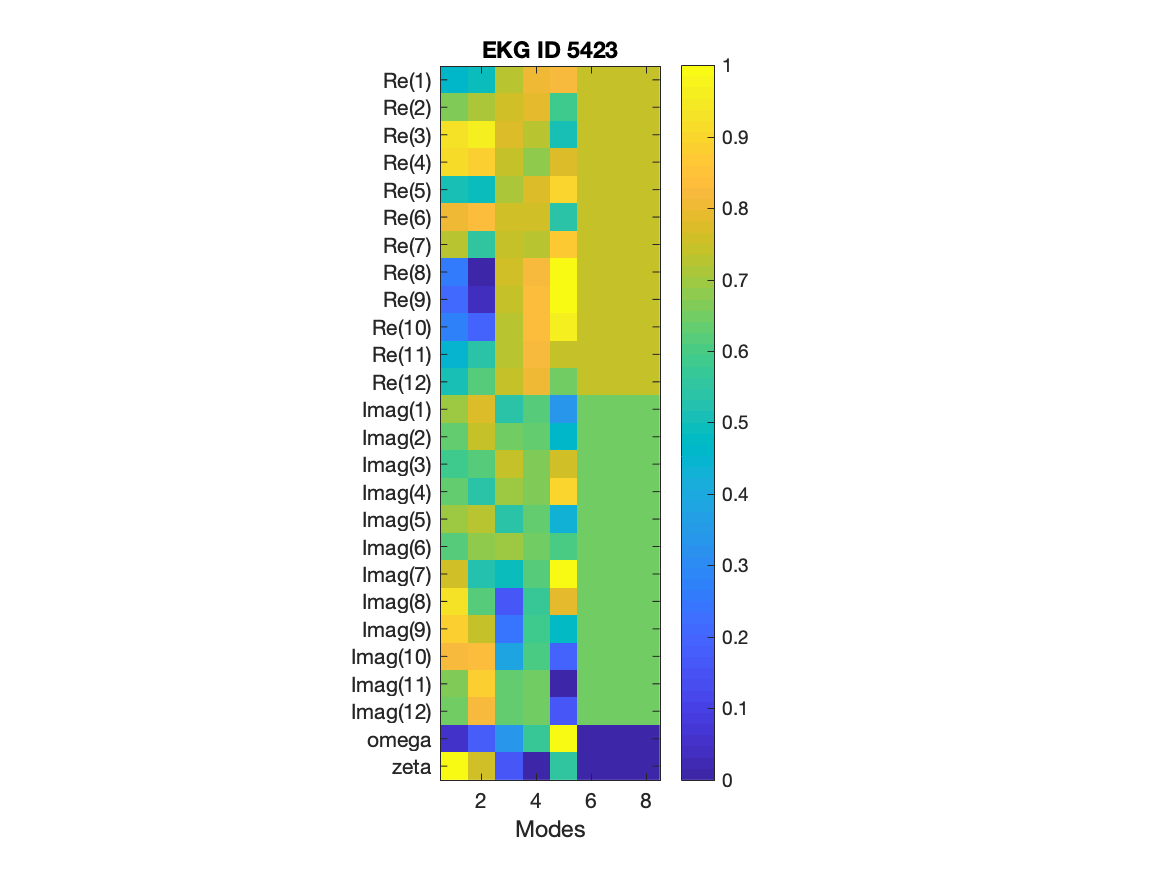 EKG ID 5423
Re(1)
Re(2)
Re(3)
Re(4)
Re(5)
Re(6)
Re(7)
Re(8)
Re(9)
Re(10)
Re(11)
Re(12)
Imag(1)
Imag(2)
Imag(3)
Imag(4)
Imag(5)
Imag(6)
Imag(7)
Imag(8)
Imag(9)
Imag(10)
Imag(11)
Imag(12)
omega
zeta
2 4 6 8
Modes
1
0.9
0.8
0.7
0.6
0.5
0.4
0.3
0.2
0.1
0